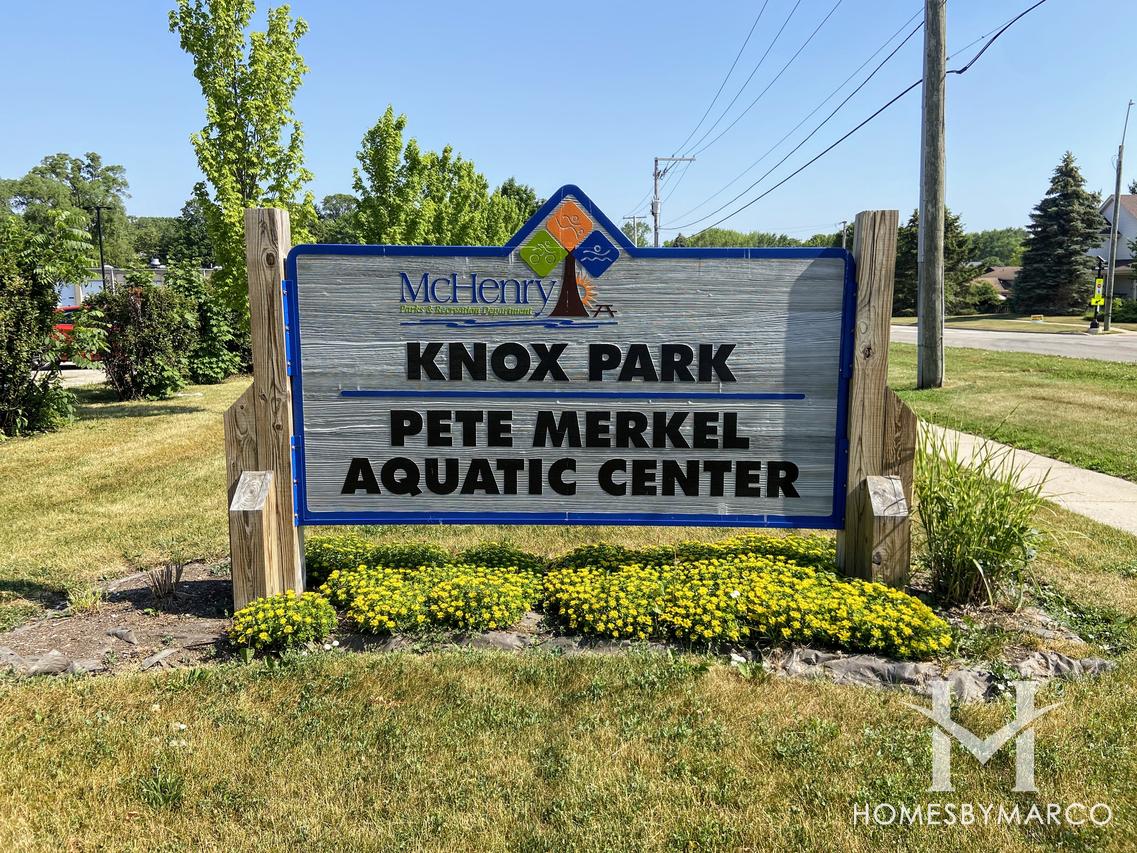 McHenry
Parks & Recreation Department
KNOX PARK
PETE MERKEL
AQUATIC CENTER
HOMESBYMARCO